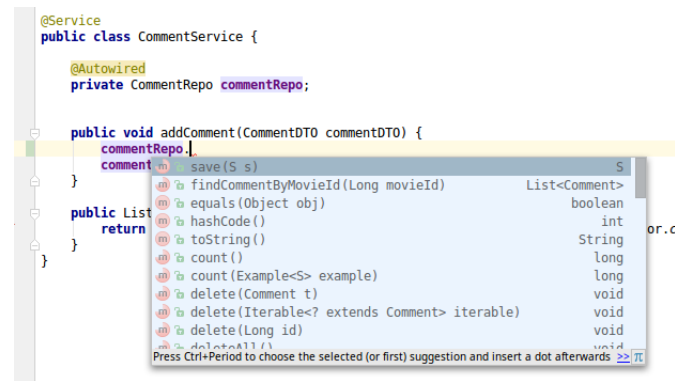 @Service
public class CommentService {
@Autowired
private CommentRepo commentRepo;
public void addComment(CommentDTO commentDTO) {
commentRepo.
comment
save(S s) S
findCommentByMovieId(Long movieId) List<Comment>
equals(Object obj) boolean
}
public List
hashCode() int
return or.c
toString() String
}
count() long
}
count(Example<S> example) long
delete(Comment t) void
delete(Iterable<? extends Comment> iterable) void
delete(Long id) void
deleteAll() void
Press Ctrl+Period to choose the selected (or first) suggestion and insert a dot afterwards >> π